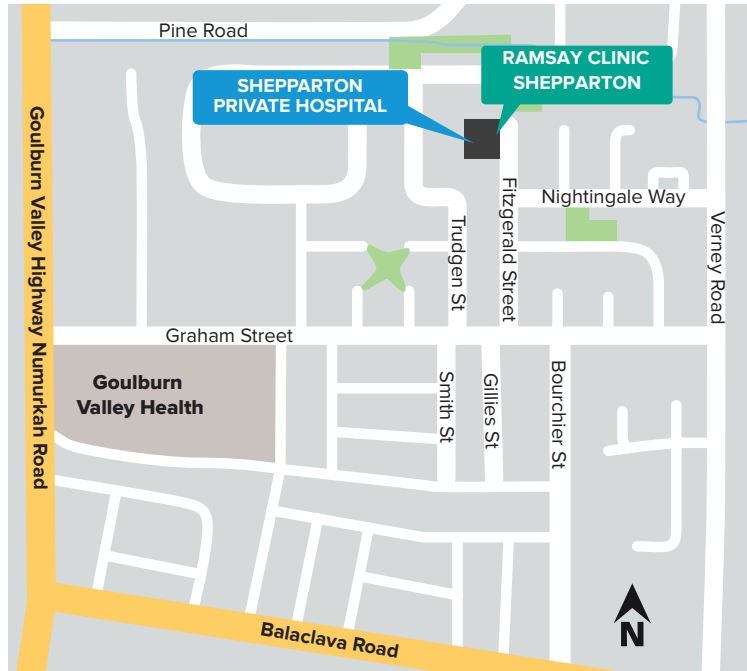 Pine Road
RAMSAY CLINIC
SHEPPARTON
SHEPPARTON
PRIVATE HOSPITAL
Goulburn Valley Highway Numurkah Road
Nightingale Way
Fitzgerald Street
Trudgen St
Verney Road
Graham Street
Goulburn
Valley Health
Smith St
Gillies St
Bourchier St
Balaclava Road
N